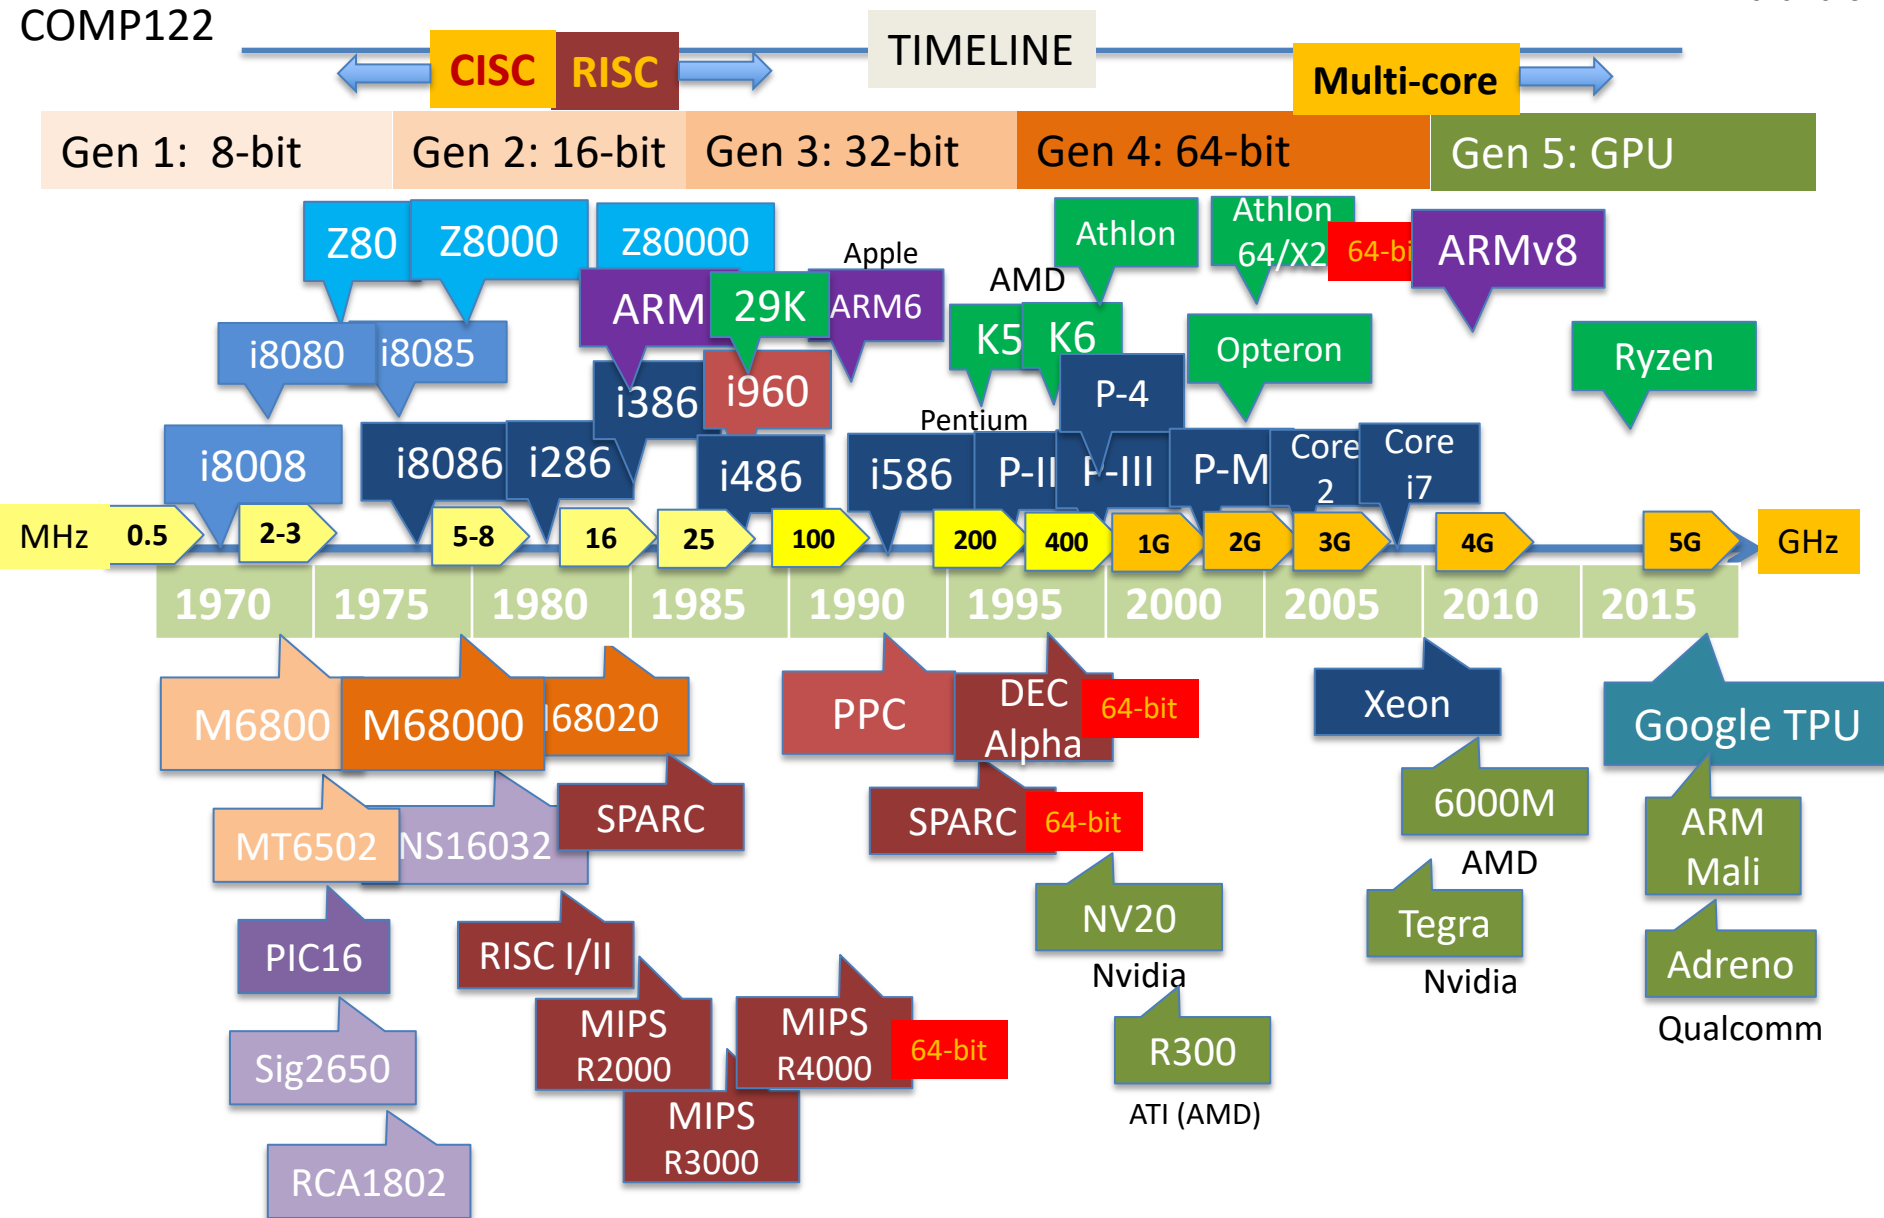 COMP122
TIMELINE
CISC
RISC
Multi-core
Gen 1: 8-bit
Gen 2: 16-bit
Gen 3: 32-bit
Gen 4: 64-bit
Gen 5: GPU
Z80
Z8000
Z80000
Apple
ARM
29K
ARM6
AMD
Athlon
Athlon
64/X2
ARMv8
i8080
i8085
K5
K6
Opteron
Ryzen
i386
i960
P-4
Pentium
i8008
i8086
i286
i486
i586
P-II
P-III
P-M
Core
2
Core
i7
MHz
0.5
2-3
5-8
16
25
100
200
400
1G
2G
3G
4G
5G
GHz
1970
1975
1980
1985
1990
1995
2000
2005
2010
2015
M6800
M68000
68020
PPC
DEC
Alpha
64-bit
Xeon
Google TPU
MT6502
NS16032
SPARC
SPARC
64-bit
6000M
AMD
ARM
Mali
PIC16
RISC I/II
NV20
Nvidia
Tegra
Nvidia
Adreno
Qualcomm
Sig2650
MIPS
R2000
MIPS
R4000
64-bit
R300
ATI (AMD)
MIPS
R3000
RCA1802